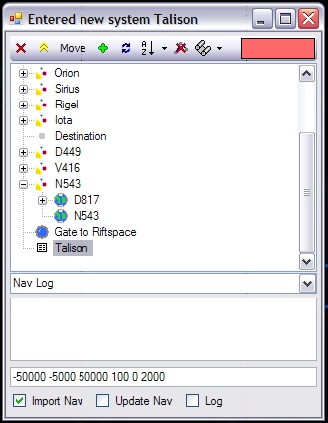 Entered new system Talison
Move
A
Z
Orion
Sirius
Rigel
Iota
Destination
D449
V416
N543
D817
N543
Gate to Riftspace
Talison
Nav Log
-50000 -5000 50000 100 0 2000
Import Nav Update Nav Log